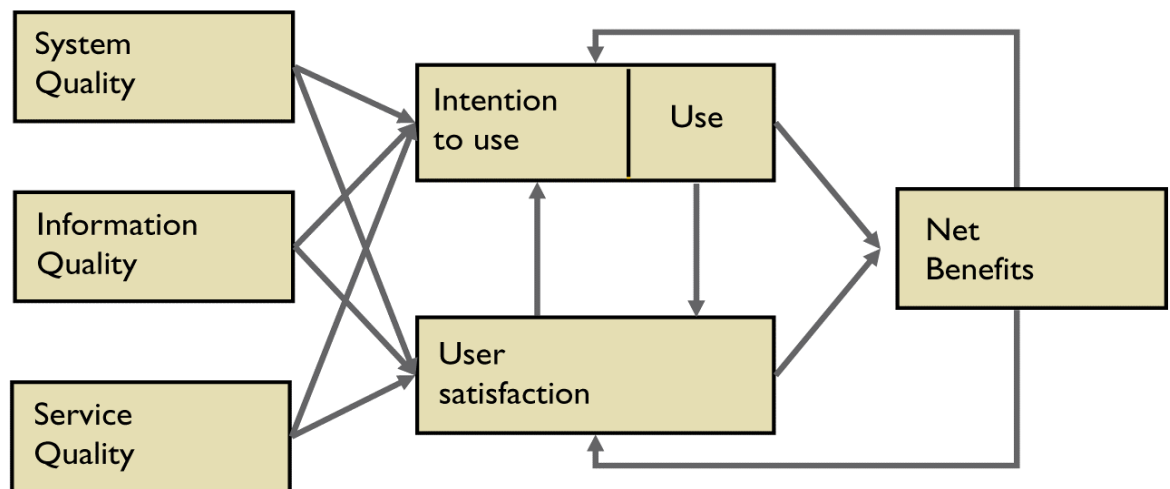 System
Quality
Information
Quality
Service
Quality
Intention
to use
Use
User
satisfaction
Net
Benefits